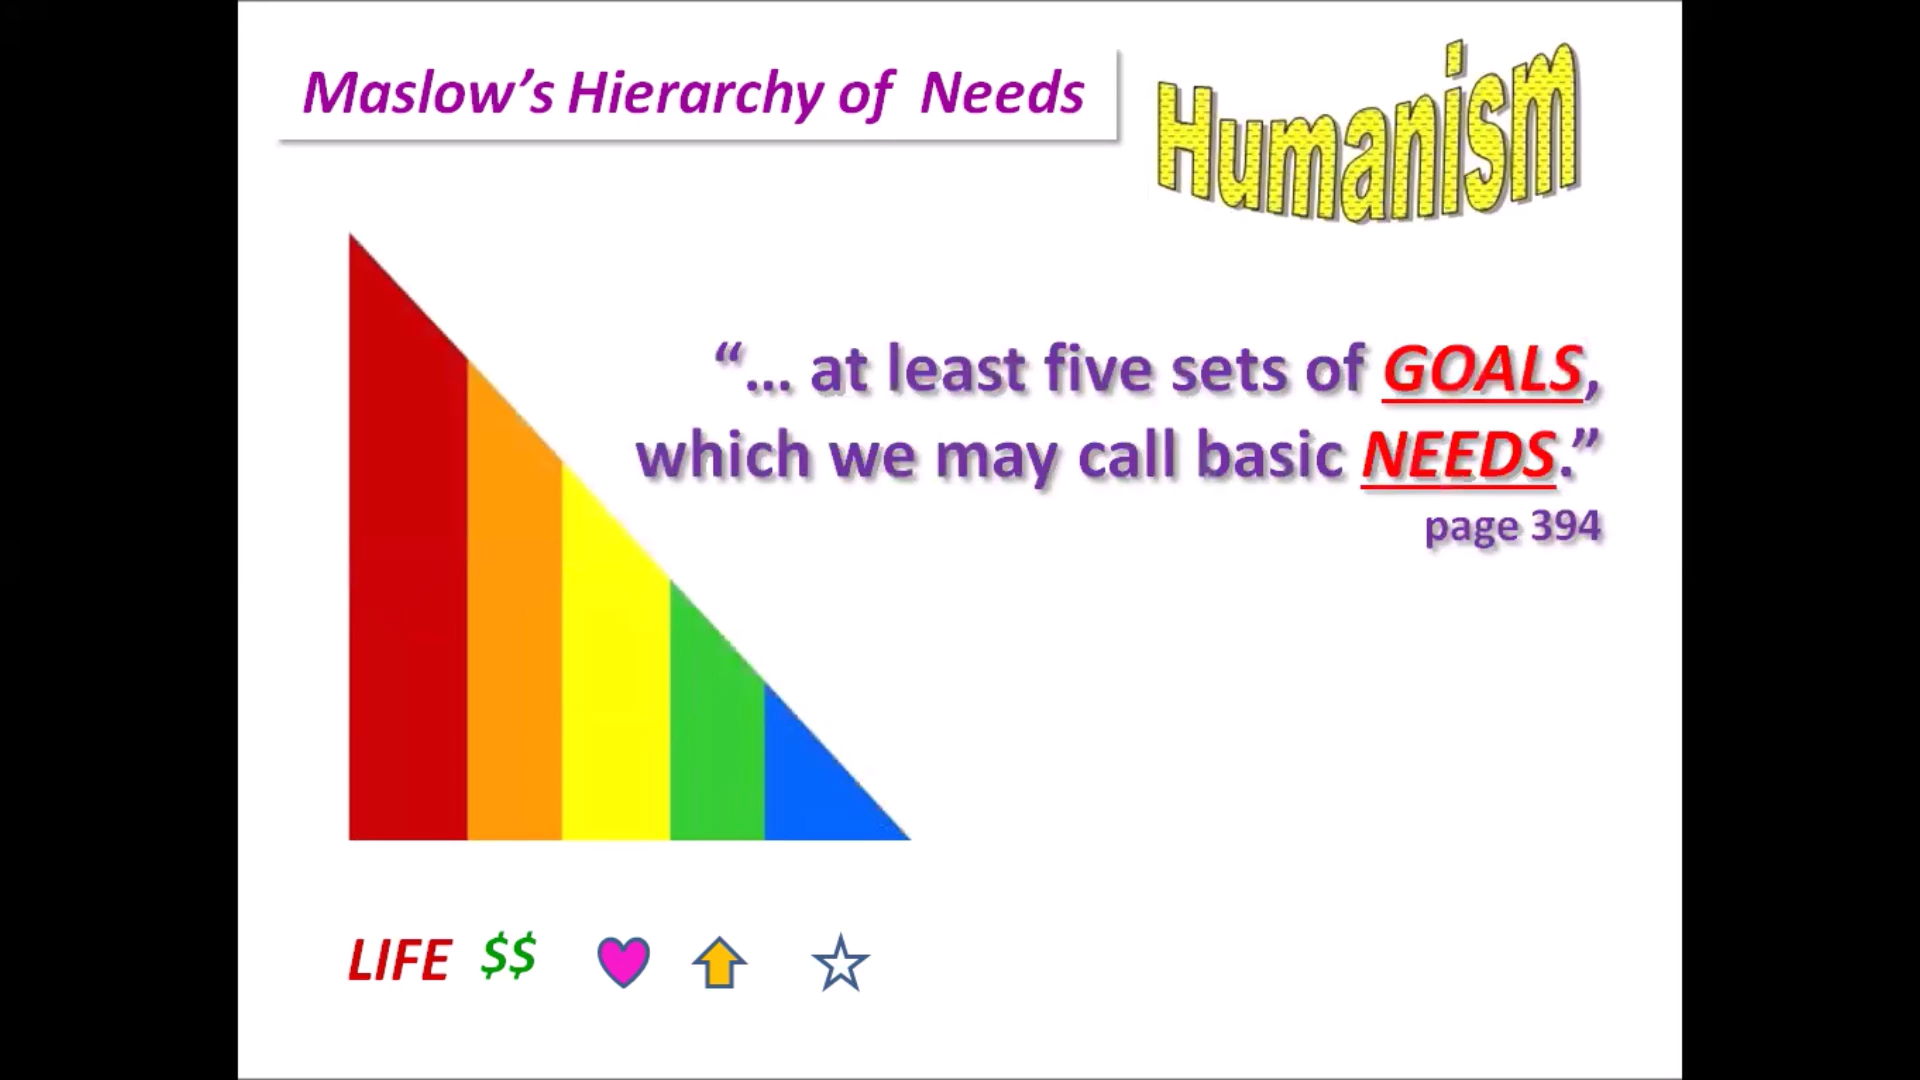 Maslow's Hierarchy of Needs
Humanism
“... at least five sets of GOALS,
which we may call basic NEEDS.”
page 394
LIFE $$